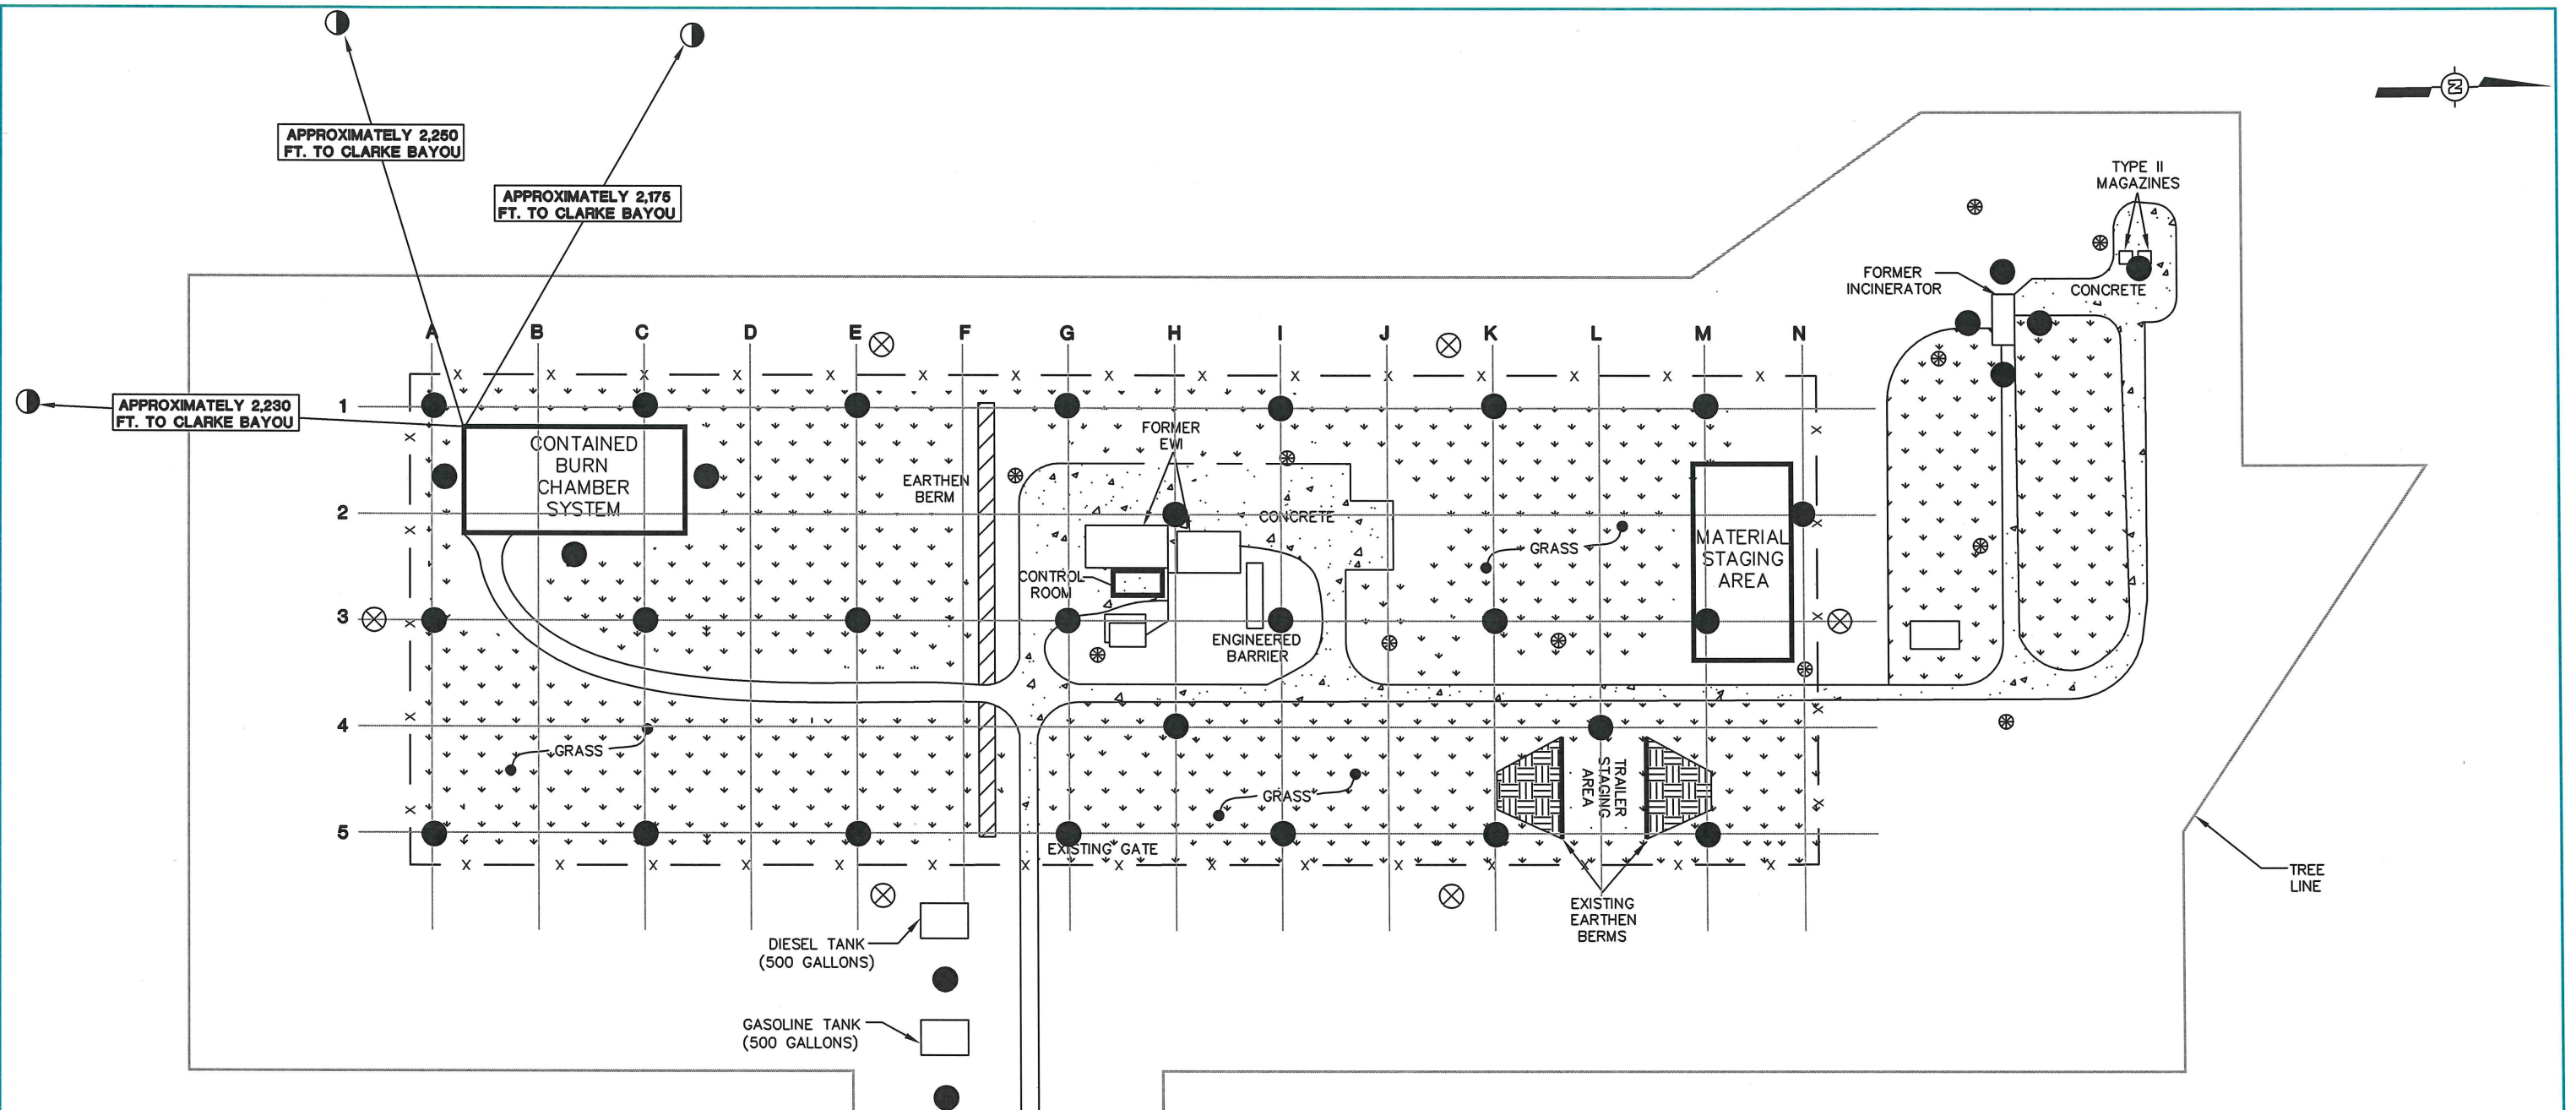 N
APPROXIMATELY 2,250
FT. TO CLARKE BAYOU
APPROXIMATELY 2,175
FT. TO CLARKE BAYOU
TYPE II
MAGAZINES
FORMER
INCINERATOR
CONCRETE
A B C D E F G H I J K L M N
APPROXIMATELY 2,230
FT. TO CLARKE BAYOU
1
CONTAINED
BURN
CHAMBER
SYSTEM
FORMER
EWI
EARTHEN
BERM
2
CONCRETE
GRASS
MATERIAL
STAGING
AREA
CONTROL
ROOM
3
ENGINEERED
BARRIER
4
GRASS
GRASS
TRAILER
STAGING
AREA
5
EXISTING GATE
TREE
LINE
EXISTING
EARTHEN
BERMS
DIESEL TANK
(500 GALLONS)
GASOLINE TANK
(500 GALLONS)